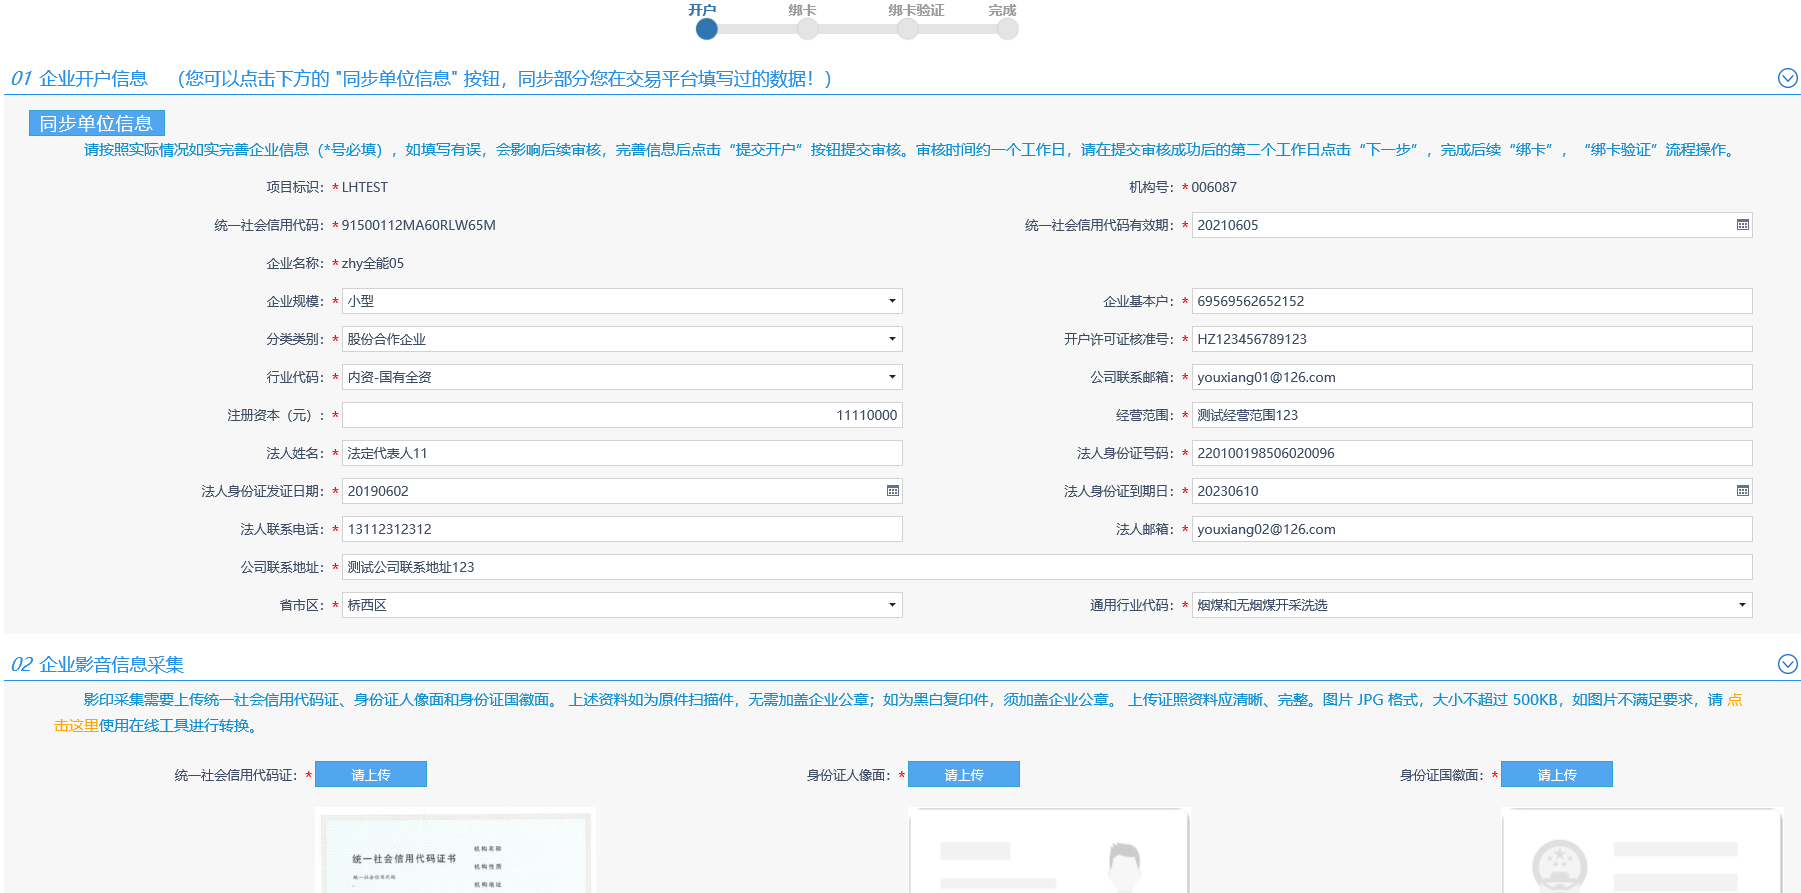 开户 绑卡 绑卡验证 完成
01 企业开户信息 （您可以点击下方的 "同步单位信息" 按钮，同步部分您在交易平台填写过的数据！）
同步单位信息
请按照实际情况如实完善企业信息（*号必填），如填写有误，会影响后续审核，完善信息后点击“提交开户”按钮提交审核。审核时间约一个工作日，请在提交审核成功后的第二个工作日点击“下一步”，完成后续“绑卡”，“绑卡验证”流程操作。
项目标识：* LHTEST 机构号：* 006087
统一社会信用代码：* 91500112MA60RLW65M 统一社会信用代码有效期：* 20210605
企业名称：* zhy全能05
企业规模：* 小型 企业基本户：* 69569562652152
分类类别：* 股份合作企业 开户许可证核准号：* HZ123456789123
行业代码：* 内资-国有全资 公司联系邮箱：* youxiang01@126.com
注册资本（元）：* 11110000 经营范围：* 测试经营范围123
法人姓名：* 法定代表人11 法人身份证号码：* 220100198506020096
法人身份证发证日期：* 20190602 法人身份证到期日：* 20230610
法人联系电话：* 13112312312 法人邮箱：* youxiang02@126.com
公司联系地址：* 测试公司联系地址123
省市区：* 桥西区 通用行业代码：* 烟煤和无烟煤开采洗选
02 企业影音信息采集
影印采集需要上传统一社会信用代码证、身份证人像面和身份证国徽面。 上述资料如为原件扫描件，无需加盖企业公章；如为黑白复印件，须加盖企业公章。 上传证照资料应清晰、完整。图片 JPG 格式，大小不超过 500KB，如图片不满足要求，请 点
击这里使用在线工具进行转换。
统一社会信用代码证：* 请上传 身份证人像面：* 请上传 身份证国徽面：* 请上传
机构名称
统一社会信用代码证书
机构性质
统一社会信用代码
机构地址